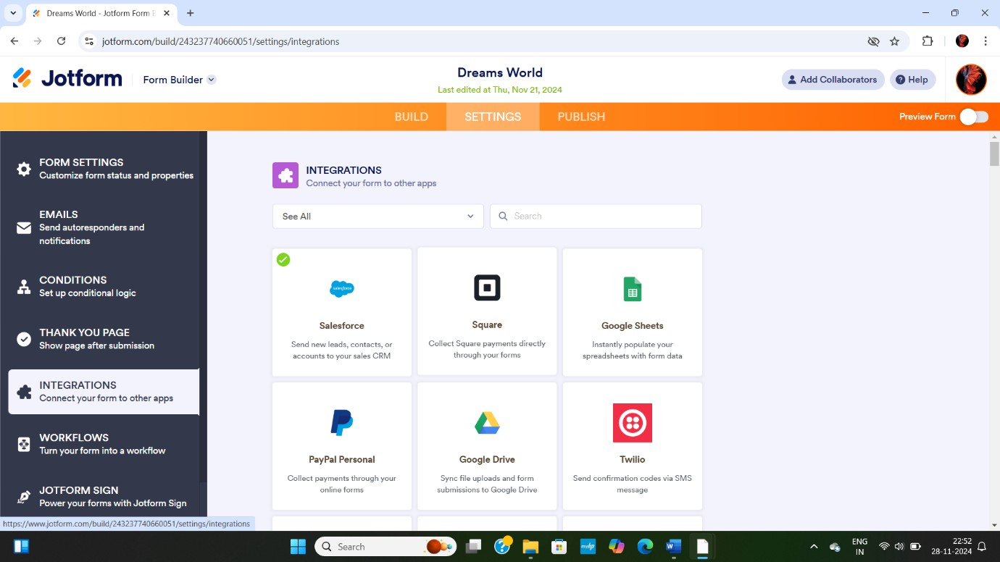 Dreams World - Jotform Form B
jotform.com/build/243237740660051/settings/integrations
Jotform
Form Builder
Dreams World
Last edited at Thu, Nov 21, 2024
Add Collaborators
Help
BUILD
SETTINGS
PUBLISH
Preview Form
FORM SETTINGS
Customize form status and properties
EMAILS
Send autoresponders and
notifications
CONDITIONS
Set up conditional logic
THANK YOU PAGE
Show page after submission
INTEGRATIONS
Connect your form to other apps
WORKFLOWS
Turn your form into a workflow
JOTFORM SIGN
Power your forms with Jotform Sign
https://www.jotform.com/build/243237740660051/settings/integrations
INTEGRATIONS
Connect your form to other apps
See All
Search
salesforce
Salesforce
Send new leads, contacts, or
accounts to your sales CRM
Square
Collect Square payments directly
through your forms
Google Sheets
Instantly populate your
spreadsheets with form data
PayPal Personal
Collect payments through your
online forms
Google Drive
Sync file uploads and form
submissions to Google Drive
Twilio
Send confirmation codes via SMS
message
Search
myhp
ENG
IN
22:52
28-11-2024